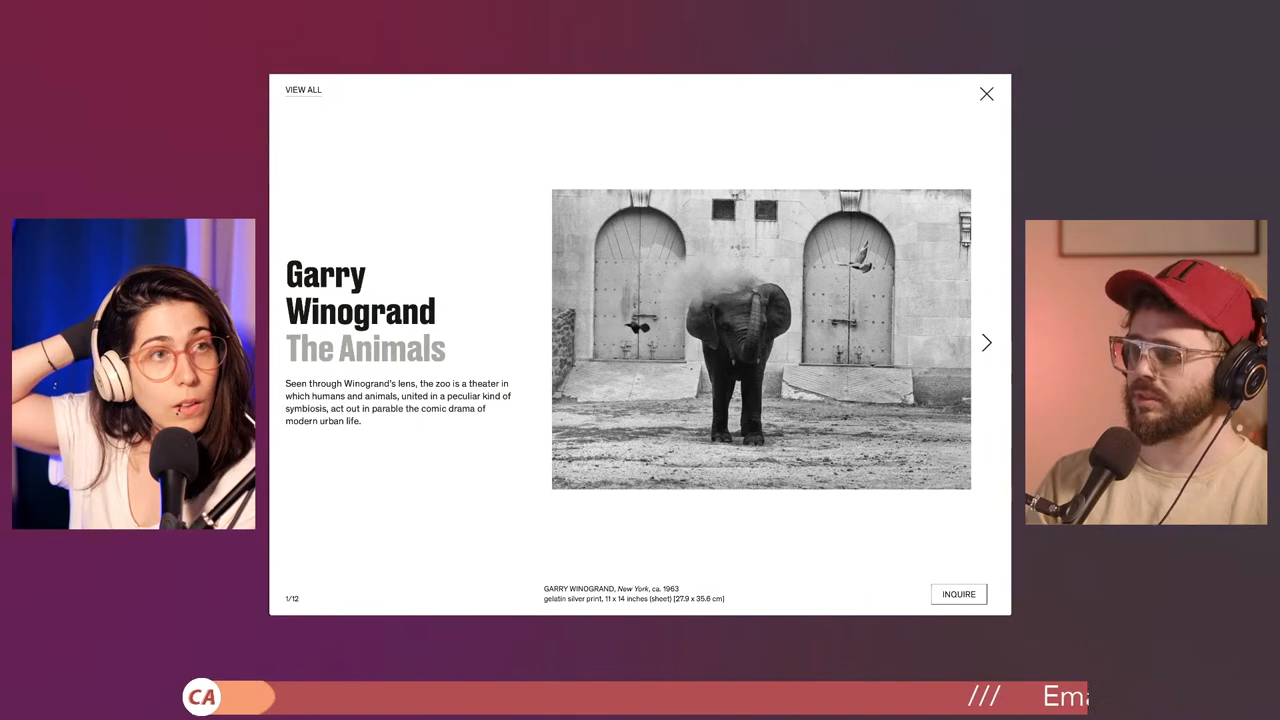 VIEW ALL
Garry
Winogrand
The Animals
Seen through Winogrand's lens, the zoo is a theater in
which humans and animals, united in a peculiar kind of
symbiosis, act out in parable the comic drama of
modern urban life.
1/12
GARRY WINOGRAND, New York, ca. 1963
gelatin silver print, 11 x 14 inches (sheet) [27.9 x 35.6 cm]
INQUIRE
CA
/// Ema